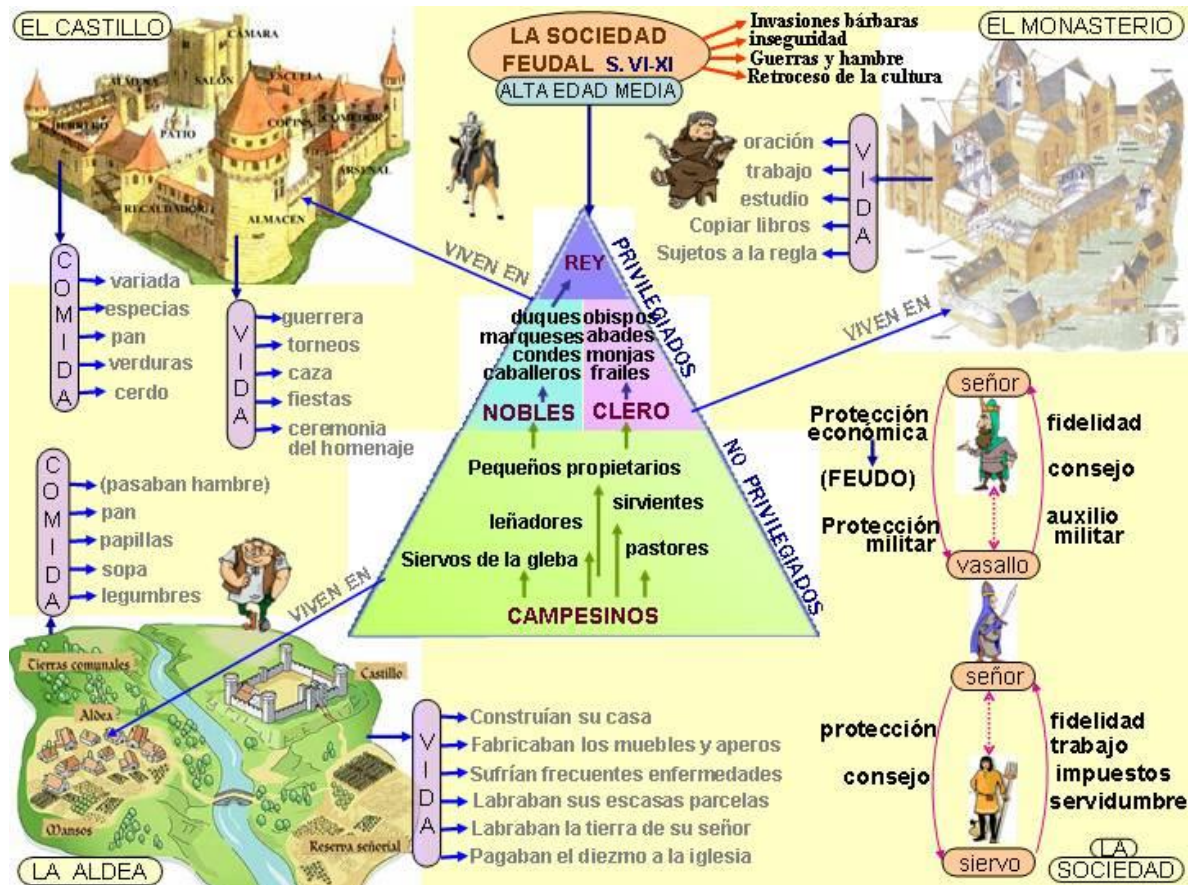 EL CASTILLO
CÁMARA
ALMENA
SALÓN
ESCUELA
HERRERO
PATIO
COCINA
COMEDOR
ARSENAL
RECAUDADOR
ALMACEN
LA SOCIEDAD
FEUDAL S. VI-XI
ALTA EDAD MEDIA
Invasiones bárbaras
inseguridad
Guerras y hambre
Retroceso de la cultura
EL MONASTERIO
VIDA
oración
trabajo
estudio
Copiar libros
Sujetos a la regla
COMIDA
variada
especias
pan
verduras
cerdo
VIDA
guerrera
torneos
caza
fiestas
ceremonia
del homenaje
VIVEN EN
VIVEN EN
PRIVILEGIADOS
REY
duques obispos
marqueses abades
condes monjas
caballeros frailes
NOBLES CLERO
NO PRIVILEGIADOS
Pequeños propietarios
sirvientes
leñadores
Siervos de la gleba
pastores
CAMPESINOS
VIVEN EN
COMIDA
(pasaban hambre)
pan
papillas
sopa
legumbres
Tierras comunales
Castillo
Aldea
Mansos
Reserva señorial
LA ALDEA
VIDA
Construían su casa
Fabricaban los muebles y aperos
Sufrían frecuentes enfermedades
Labraban sus escasas parcelas
Labraban la tierra de su señor
Pagaban el diezmo a la iglesia
señor
Protección
económica
(FEUDO)
Protección
militar
fidelidad
consejo
auxilio
militar
vasallo
señor
protección
consejo
fidelidad
trabajo
impuestos
servidumbre
siervo
LA
SOCIEDAD